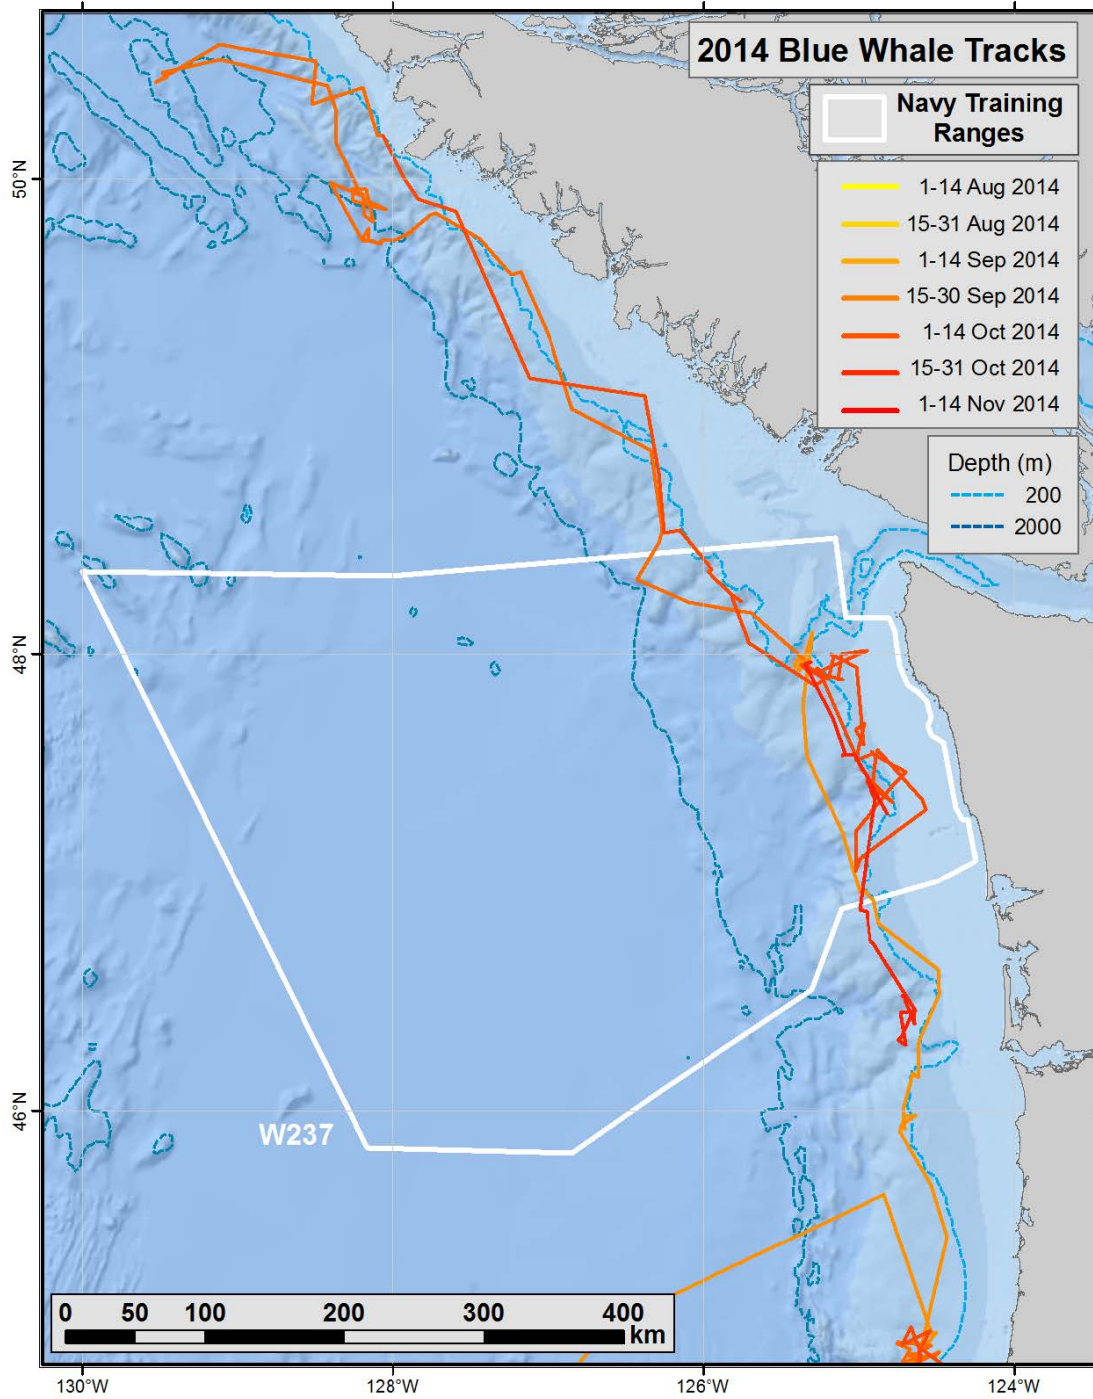 2014 Blue Whale Tracks
Navy Training
Ranges
1-14 Aug 2014
15-31 Aug 2014
1-14 Sep 2014
15-30 Sep 2014
1-14 Oct 2014
15-31 Oct 2014
1-14 Nov 2014
Depth (m)
200
2000
50°N
48°N
46°N
W237
0 50 100 200 300 400
km
130°W 128°W 126°W 124°W